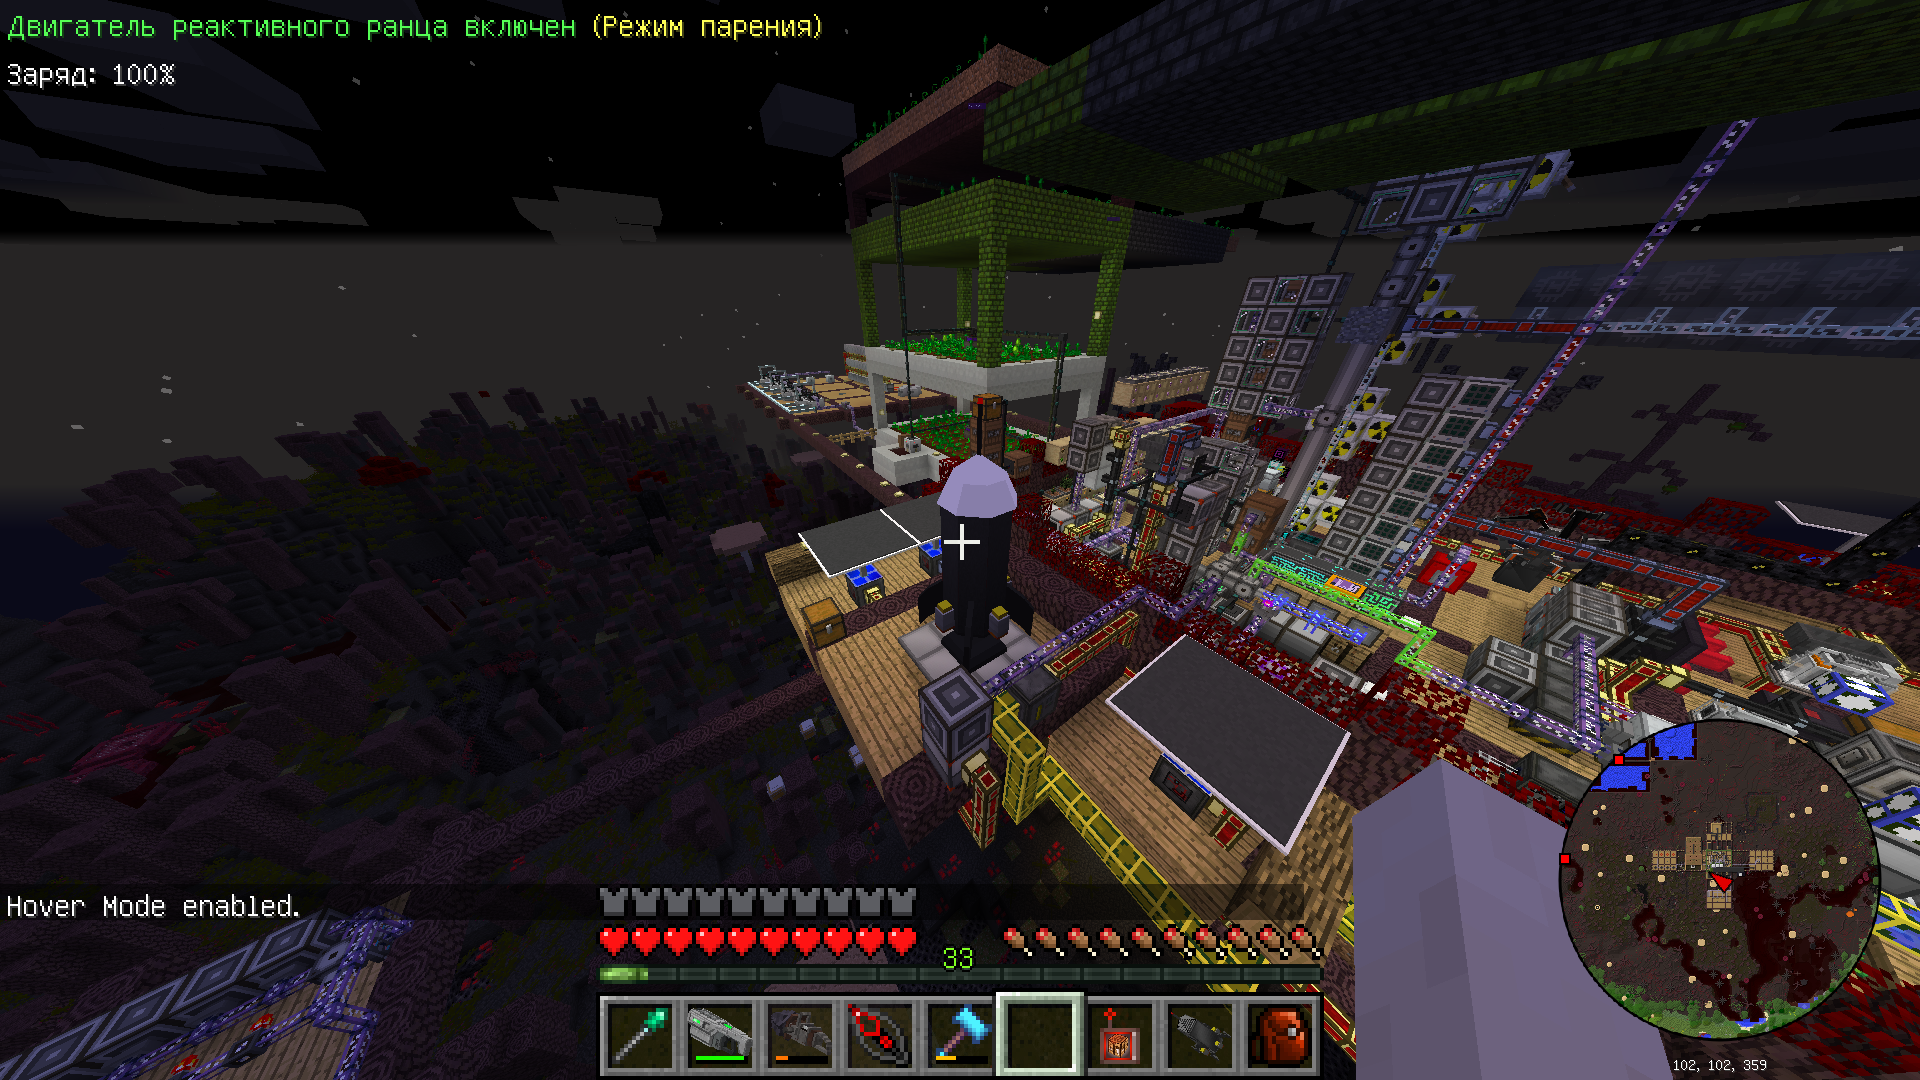 Двигатель реактивного ранца включен (Режим парения)
Заряд: 100%
Hover Mode enabled.
33
102, 102, 359